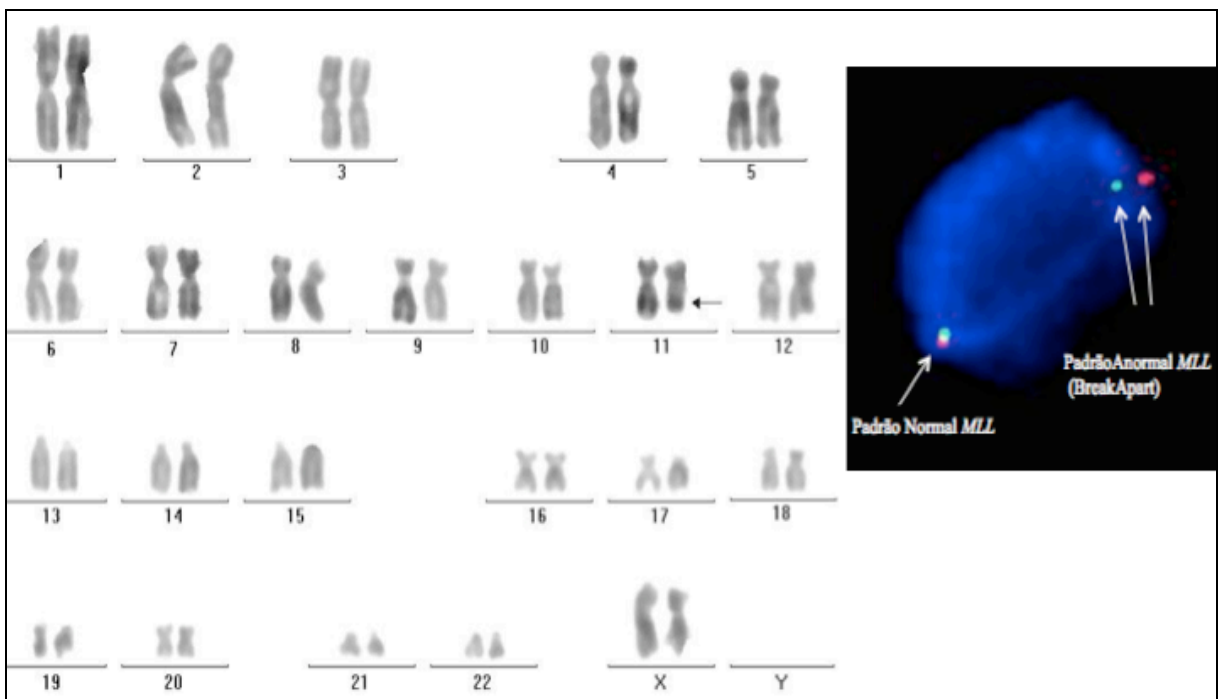 1 2 3 4 5
6 7 8 9 10 11 12
13 14 15 16 17 18
19 20 21 22 X Y
PadrãoAnormal MLL
(BreakApart)
Padrão Normal MLL